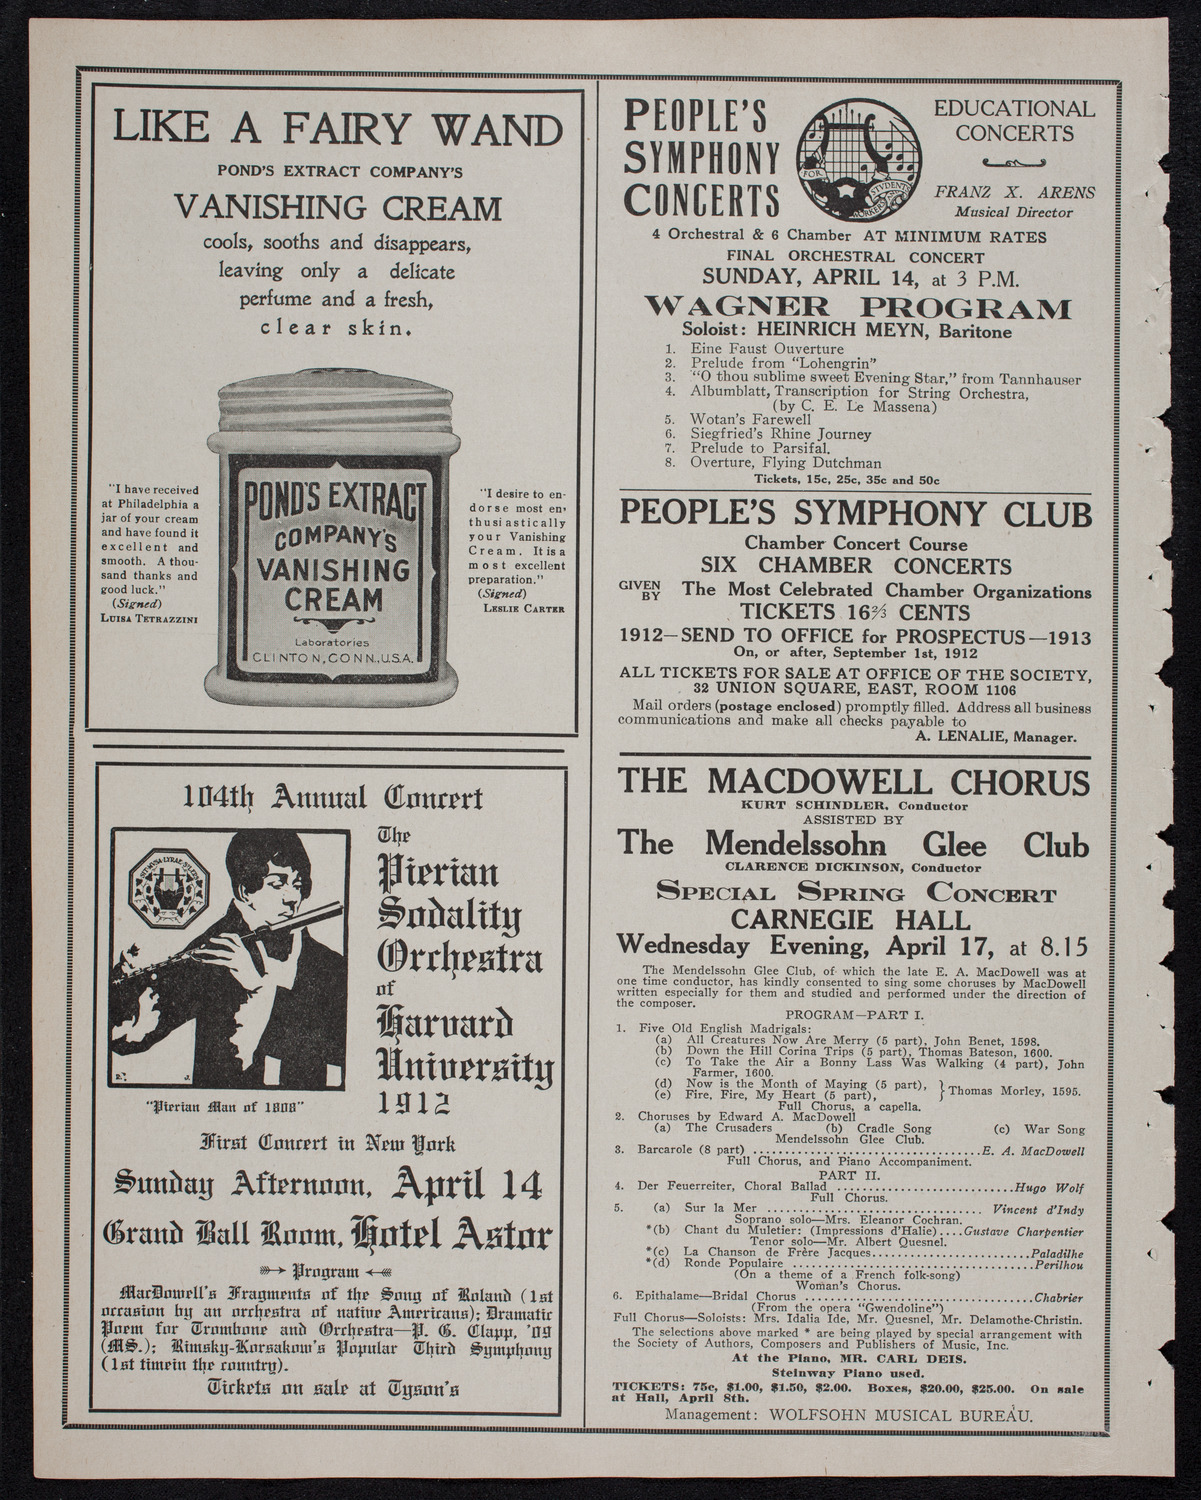 LIKE A FAIRY WAND
POND'S EXTRACT COMPANY'S
VANISHING CREAM
cools, sooths and disappears,
leaving only a delicate
perfume and a fresh,
clear skin.
"I have received
at Philadelphia a
jar of your cream
and have found it
excellent and
smooth. A thou-
sand thanks and
good luck."
(Signed)
LUISA TETRAZZINI
POND'S EXTRACT
COMPANY'S
VANISHING
CREAM
Laboratories
CLINTON, CONN., U.S.A.
"I desire to en-
dorse most en-
thusiastically
your Vanishing
Cream. It is a
most excellent
preparation."
(Signed)
LESLIE CARTER
104th Annual Concert
The
Pierian
Sodality
Orchestra
of
Harvard
University
1912
"Pierian Man of 1808"
First Concert in New York
Sunday Afternoon, April 14
Grand Ball Room, Hotel Astor
Program
MacDowell's Fragments of the Song of Roland (1st
occasion by an orchestra of native Americans); Dramatic
Poem for Trombone and Orchestra—P. G. Clapp, '09
(MS.); Rimsky-Korsakow's Popular Third Symphony
(1st timein the country).
Tickets on sale at Tyson's
PEOPLE'S
SYMPHONY
CONCERTS
FOR
STUDENTS
WORKERS
EDUCATIONAL
CONCERTS
FRANZ X. ARENS
Musical Director
4 Orchestral & 6 Chamber AT MINIMUM RATES
FINAL ORCHESTRAL CONCERT
SUNDAY, APRIL 14, at 3 P.M.
WAGNER PROGRAM
Soloist: HEINRICH MEYN, Baritone
1. Eine Faust Ouverture
2. Prelude from "Lohengrin"
3. "O thou sublime sweet Evening Star," from Tannhauser
4. Albumblatt, Transcription for String Orchestra,
(by C. E. Le Massena)
5. Wotan's Farewell
6. Siegfried's Rhine Journey
7. Prelude to Parsifal.
8. Overture, Flying Dutchman
Tickets, 15c, 25c, 35c and 50c
PEOPLE'S SYMPHONY CLUB
Chamber Concert Course
SIX CHAMBER CONCERTS
GIVEN BY The Most Celebrated Chamber Organizations
TICKETS 16⅔ CENTS
1912—SEND TO OFFICE for PROSPECTUS—1913
On, or after, September 1st, 1912
ALL TICKETS FOR SALE AT OFFICE OF THE SOCIETY,
32 UNION SQUARE, EAST, ROOM 1106
Mail orders (postage enclosed) promptly filled. Address all business
communications and make all checks payable to
A. LENALIE, Manager.
THE MACDOWELL CHORUS
KURT SCHINDLER, Conductor
ASSISTED BY
The Mendelssohn Glee Club
CLARENCE DICKINSON, Conductor
SPECIAL SPRING CONCERT
CARNEGIE HALL
Wednesday Evening, April 17, at 8.15
The Mendelssohn Glee Club, of which the late E. A. MacDowell was at
one time conductor, has kindly consented to sing some choruses by MacDowell
written especially for them and studied and performed under the direction of
the composer.
PROGRAM—PART I.
1. Five Old English Madrigals:
(a) All Creatures Now Are Merry (5 part), John Benet, 1598.
(b) Down the Hill Corina Trips (5 part), Thomas Bateson, 1600.
(c) To Take the Air a Bonny Lass Was Walking (4 part), John
Farmer, 1600.
(d) Now is the Month of Maying (5 part),
(e) Fire, Fire, My Heart (5 part), } Thomas Morley, 1595.
Full Chorus, a capella.
2. Choruses by Edward A. MacDowell
(a) The Crusaders (b) Cradle Song (c) War Song
Mendelssohn Glee Club.
3. Barcarole (8 part) ..............................E. A. MacDowell
Full Chorus, and Piano Accompaniment.
PART II.
4. Der Feuerreiter, Choral Ballad .......................Hugo Wolf
Full Chorus.
5. (a) Sur la Mer ............................ Vincent d'Indy
Soprano solo—Mrs. Eleanor Cochran.
*(b) Chant du Muletier: (Impressions d'Halie)....Gustave Charpentier
Tenor solo—Mr. Albert Quesnel.
*(c) La Chanson de Frère Jacques....................Paladilhe
*(d) Ronde Populaire ................................Perilhou
(On a theme of a French folk-song)
Woman's Chorus.
6. Epithalame—Bridal Chorus .............................Chabrier
(From the opera "Gwendoline")
Full Chorus—Soloists: Mrs. Idalia Ide, Mr. Quesnel, Mr. Delamothe-Christin.
The selections above marked * are being played by special arrangement with
the Society of Authors, Composers and Publishers of Music, Inc.
At the Piano, MR. CARL DEIS.
Steinway Piano used.
TICKETS: 75c, $1.00, $1.50, $2.00. Boxes, $20.00, $25.00. On sale
at Hall, April 8th.
Management: WOLFSOHN MUSICAL BUREAU.